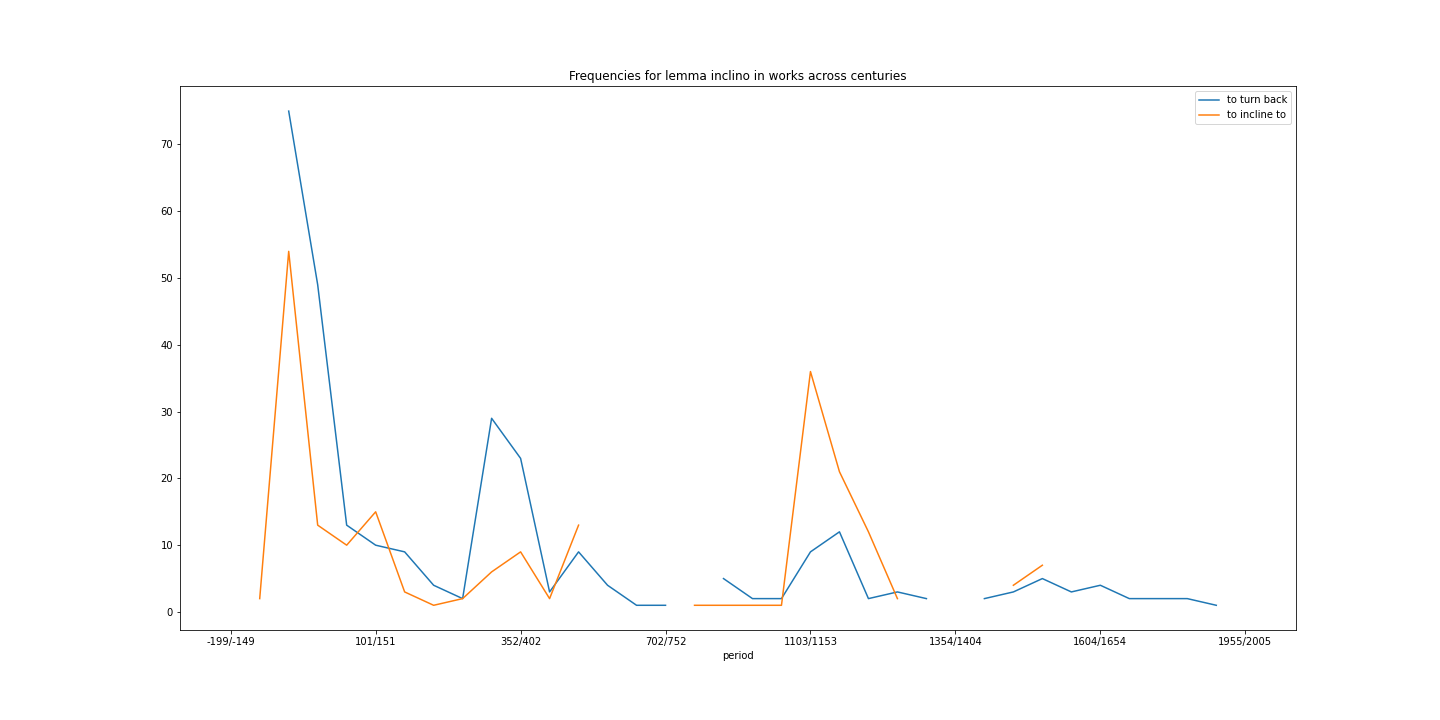 Frequencies for lemma inclino in works across centuries
to turn back
to incline to
70
60
50
40
30
20
10
0
-199/-149 101/151 352/402 702/752 1103/1153 1354/1404 1604/1654 1955/2005
period